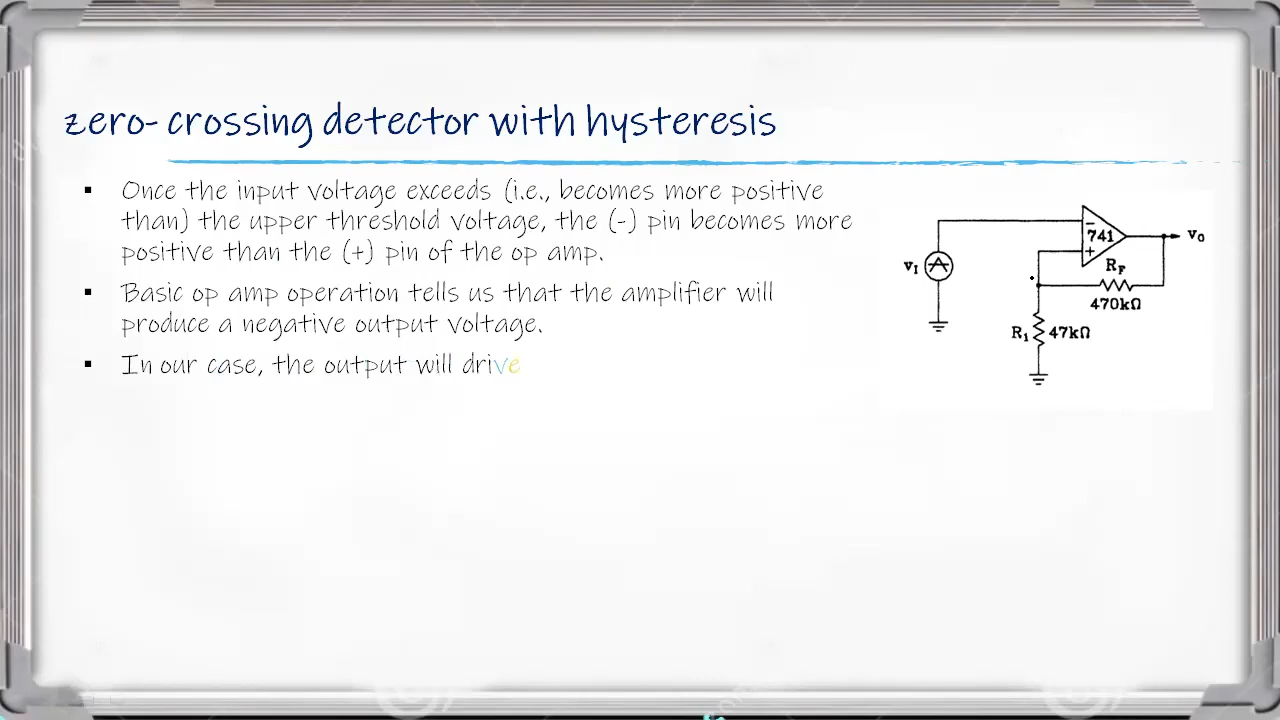 zero- crossing detector with hysteresis
▪ Once the input voltage exceeds (i.e., becomes more positive
than) the upper threshold voltage, the (-) pin becomes more
positive than the (+) pin of the op amp.
▪ Basic op amp operation tells us that the amplifier will
produce a negative output voltage.
▪ In our case, the output will drive
vI
−
741
+
vO
RF
470kΩ
R1 47kΩ